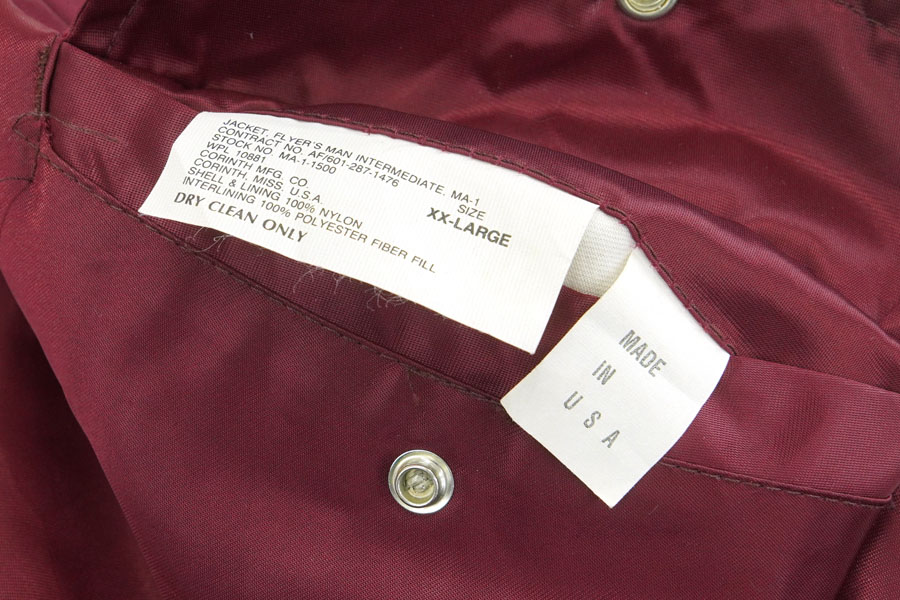 JACKET, FLYER'S MAN INTERMEDIATE, MA-1
CONTRACT NO. AF/601-287-1476
STOCK NO. MA-1-1500
SIZE
WPL 10881
XX-LARGE
CORINTH MFG. CO.
CORINTH, MISS. U.S.A.
SHELL & LINING 100% NYLON
INTERLINING 100% POLYESTER FIBER FILL
DRY CLEAN ONLY
MADE
IN
USA